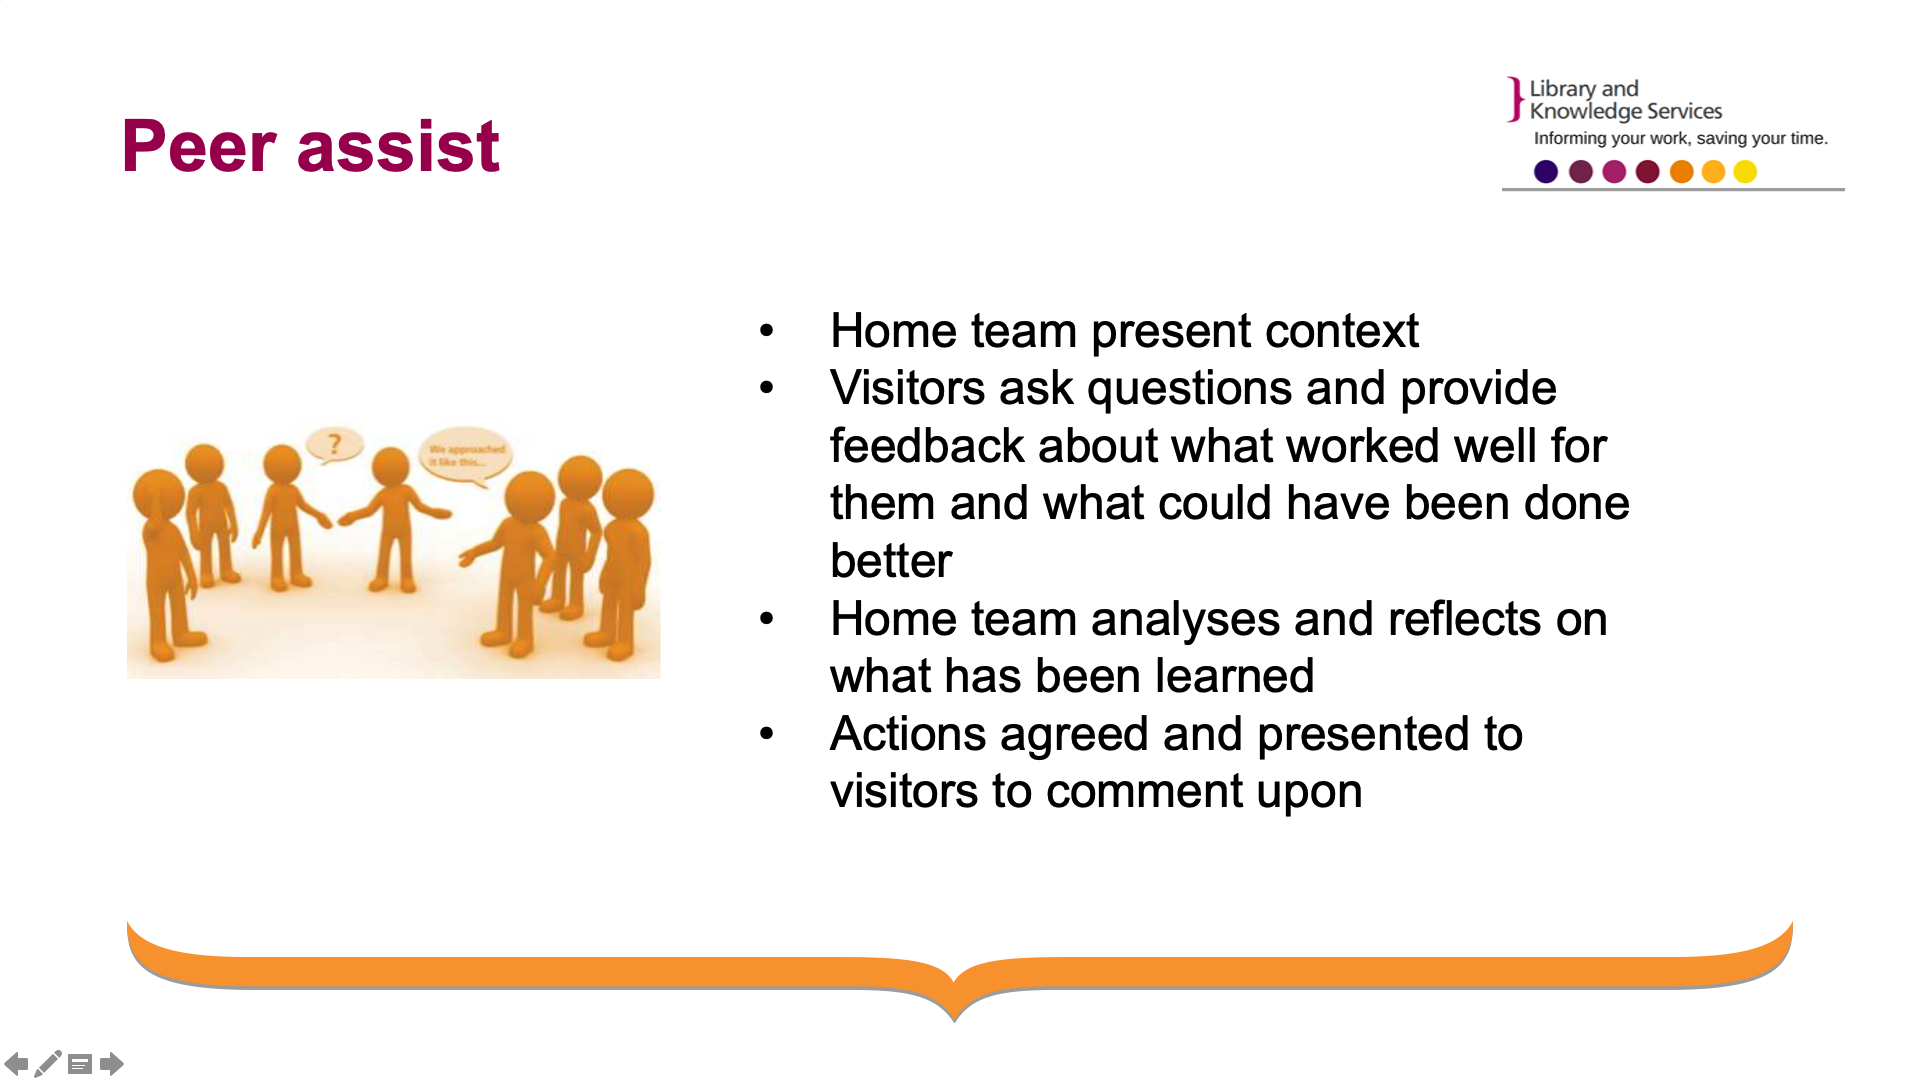 Library and
Knowledge Services
Informing your work, saving your time.
Peer assist
?
We approached
it like this...
• Home team present context
• Visitors ask questions and provide
feedback about what worked well for
them and what could have been done
better
• Home team analyses and reflects on
what has been learned
• Actions agreed and presented to
visitors to comment upon